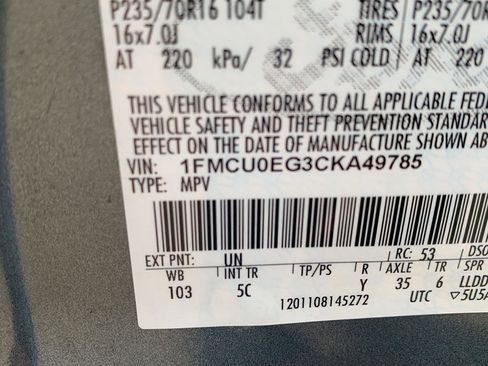 P235/70R16 104T TIRES P235/70R
16x7.0J RIMS 16x7.0J
AT 220 kPa/ 32 PSI COLD AT 220
THIS VEHICLE CONFORMS TO ALL APPLICABLE FEDE
VEHICLE SAFETY AND THEFT PREVENTION STANDAR
EFFECT ON THE DATE OF MANUFACTURE SHOWN AB
VIN: 1FMCU0EG3CKA49785
TYPE: MPV
EXT PNT: UN RC: 53 DSO
WB INT TR TP/PS R AXLE TR SPR
103 5C Y 35 6 LLDD
1201108145272 UTC ▽5U5A